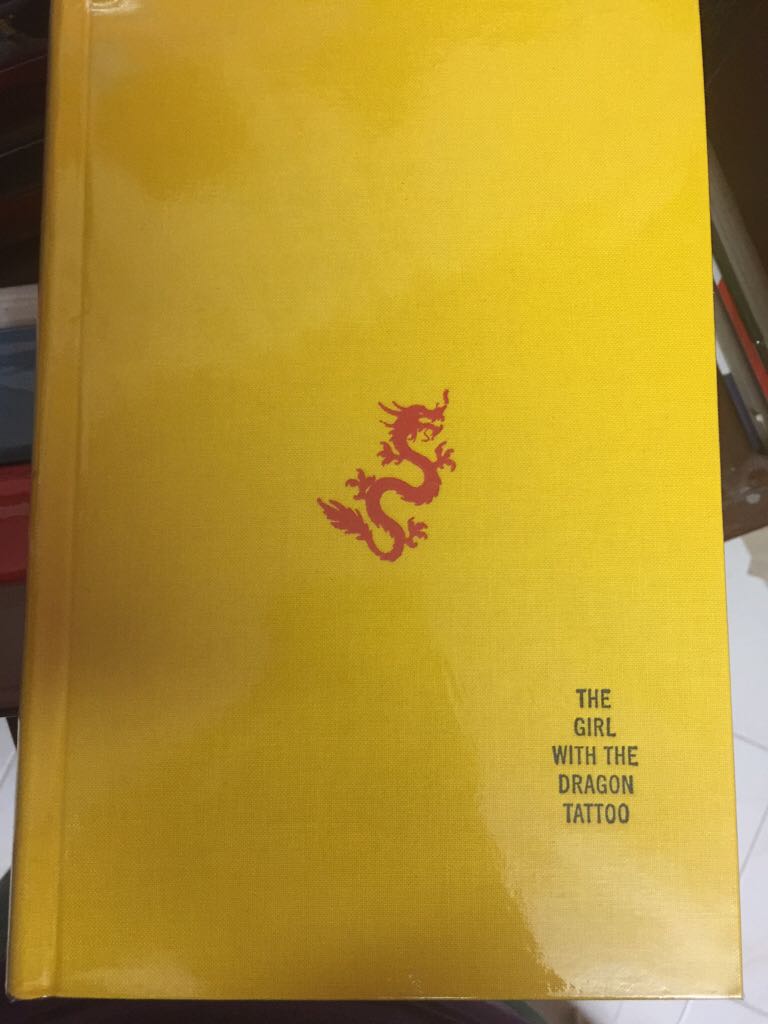 THE
GIRL
WITH THE
DRAGON
TATTOO